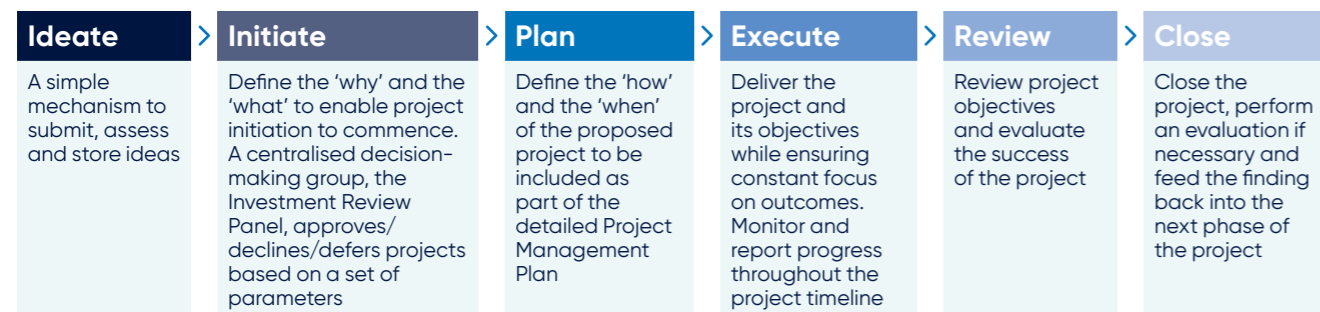 Ideate
A simple
mechanism to
submit, assess
and store ideas
Initiate
Define the ‘why’ and the
‘what’ to enable project
initiation to commence.
A centralised decision-
making group, the
Investment Review
Panel, approves/
declines/defers projects
based on a set of
parameters
Plan
Define the ‘how’
and the ‘when’
of the proposed
project to be
included as
part of the
detailed Project
Management
Plan
Execute
Deliver the
project and
its objectives
while ensuring
constant focus
on outcomes.
Monitor and
report progress
throughout the
project timeline
Review
Review project
objectives
and evaluate
the success
of the project
Close
Close the
project, perform
an evaluation if
necessary and
feed the finding
back into the
next phase of
the project